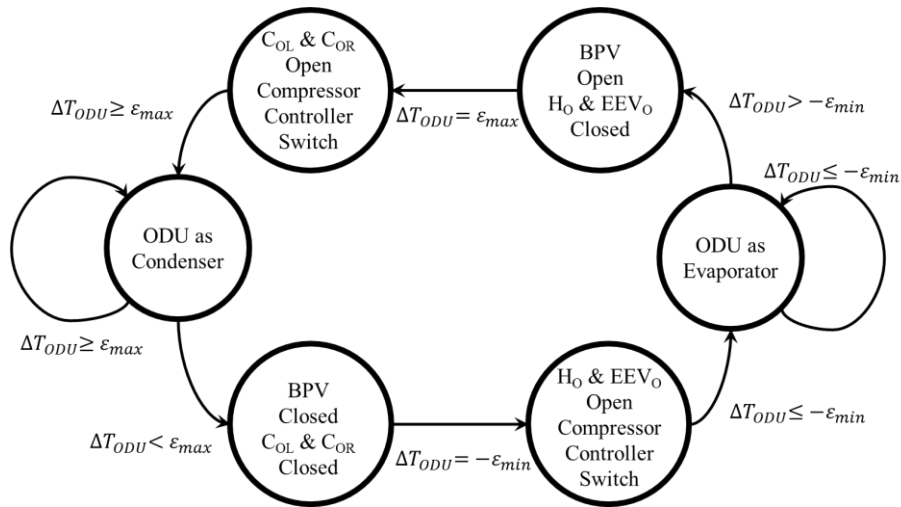 C_OL & C_OR
Open
Compressor
Controller
Switch
BPV
Open
H_O & EEV_O
Closed
ΔT_ODU ≥ ε_max
ΔT_ODU = ε_max
ΔT_ODU > −ε_min
ΔT_ODU ≤ −ε_min
ODU as
Condenser
ODU as
Evaporator
ΔT_ODU ≥ ε_max
BPV
Closed
C_OL & C_OR
Closed
H_O & EEV_O
Open
Compressor
Controller
Switch
ΔT_ODU < ε_max
ΔT_ODU = −ε_min
ΔT_ODU ≤ −ε_min